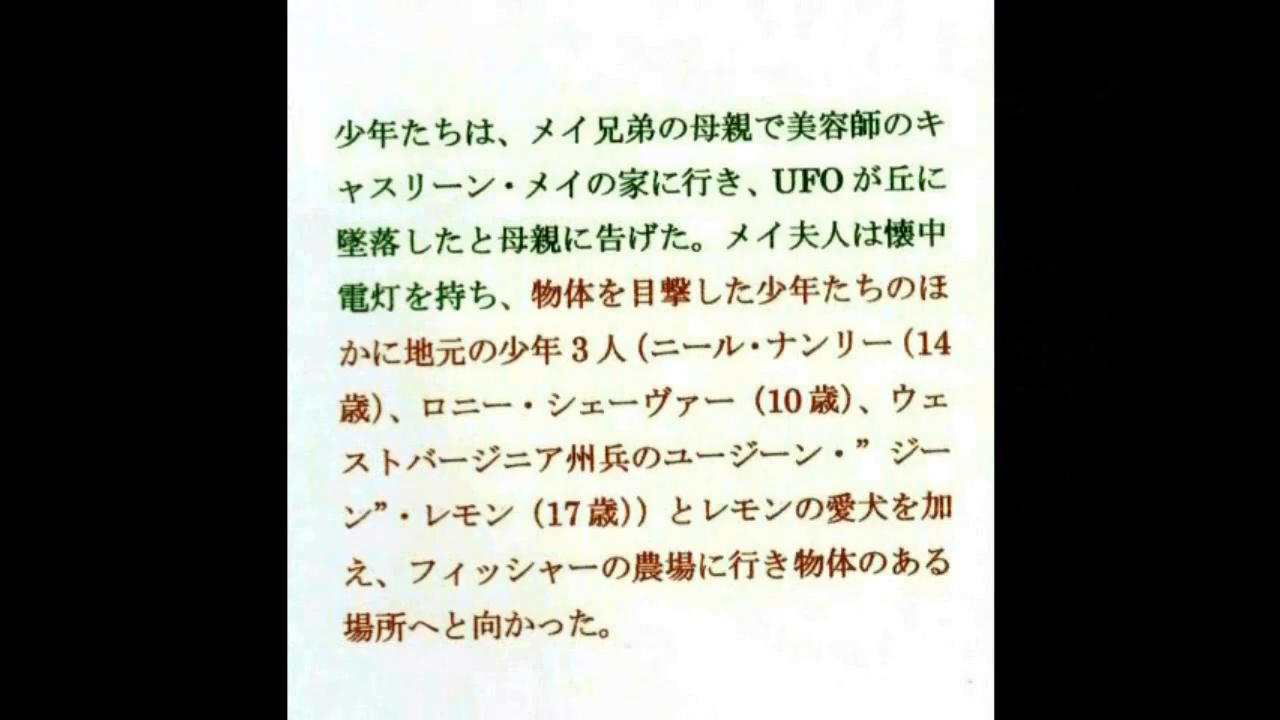 少年たちは、メイ兄弟の母親で美容師のキ
ャスリーン・メイの家に行き、UFOが丘に
墜落したと母親に告げた。メイ夫人は懐中
電灯を持ち、物体を目撃した少年たちのほ
かに地元の少年3人（ニール・ナンリー（14
歳）、ロニー・シェーヴァー（10歳）、ウェ
ストバージニア州兵のユージーン・”ジー
ン”・レモン（17歳））とレモンの愛犬を加
え、フィッシャーの農場に行き物体のある
場所へと向かった。